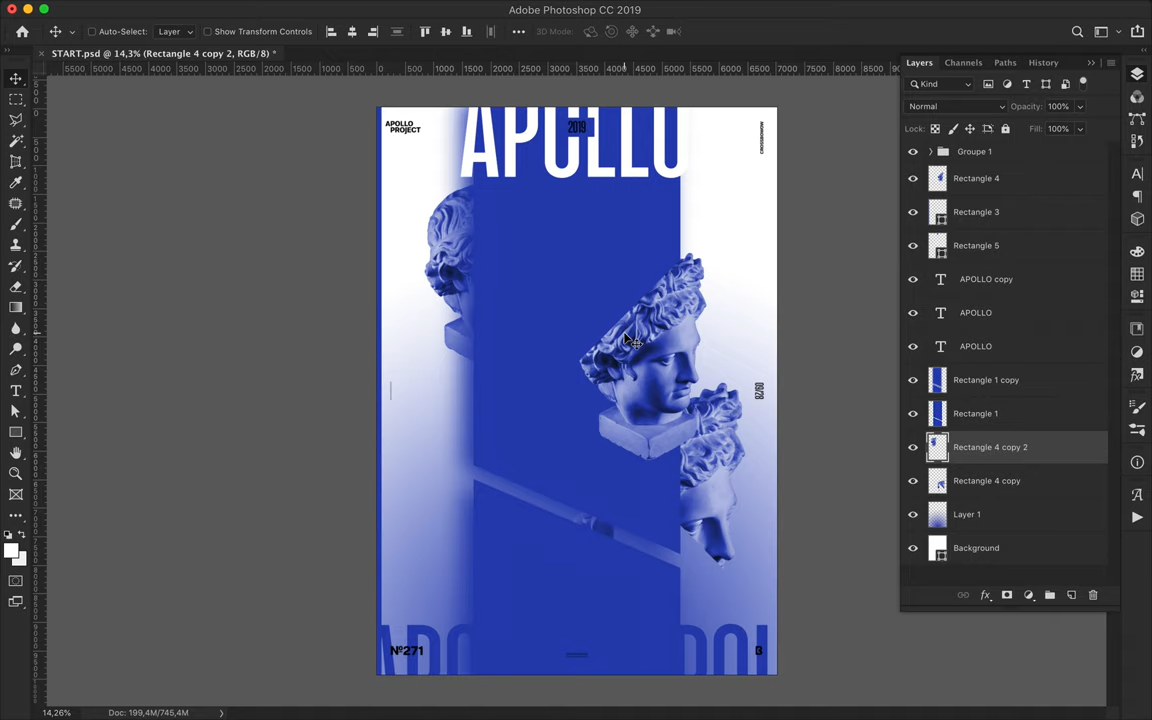 Adobe Photoshop CC 2019
Auto-Select: Layer Show Transform Controls 3D Mode:
START.psd @ 14,3% (Rectangle 4 copy 2, RGB/8) *
5500 5000 4500 4000 3500 3000 2500 2000 1500 1000 500 0 500 1000 1500 2000 2500 3000 3500 4000 4500 5000 5500 6000 6500 7000 7500 8000 8500
APOLLO
PROJECT
APOLLO
2019
CROSSBOWOW
09/28
Nº271
B
Layers Channels Paths History
Kind
Normal Opacity: 100%
Lock: Fill: 100%
Groupe 1
Rectangle 4
Rectangle 3
Rectangle 5
APOLLO copy
APOLLO
APOLLO
Rectangle 1 copy
Rectangle 1
Rectangle 4 copy 2
Rectangle 4 copy
Layer 1
Background
fx
14,26% Doc: 199,4M/745,4M